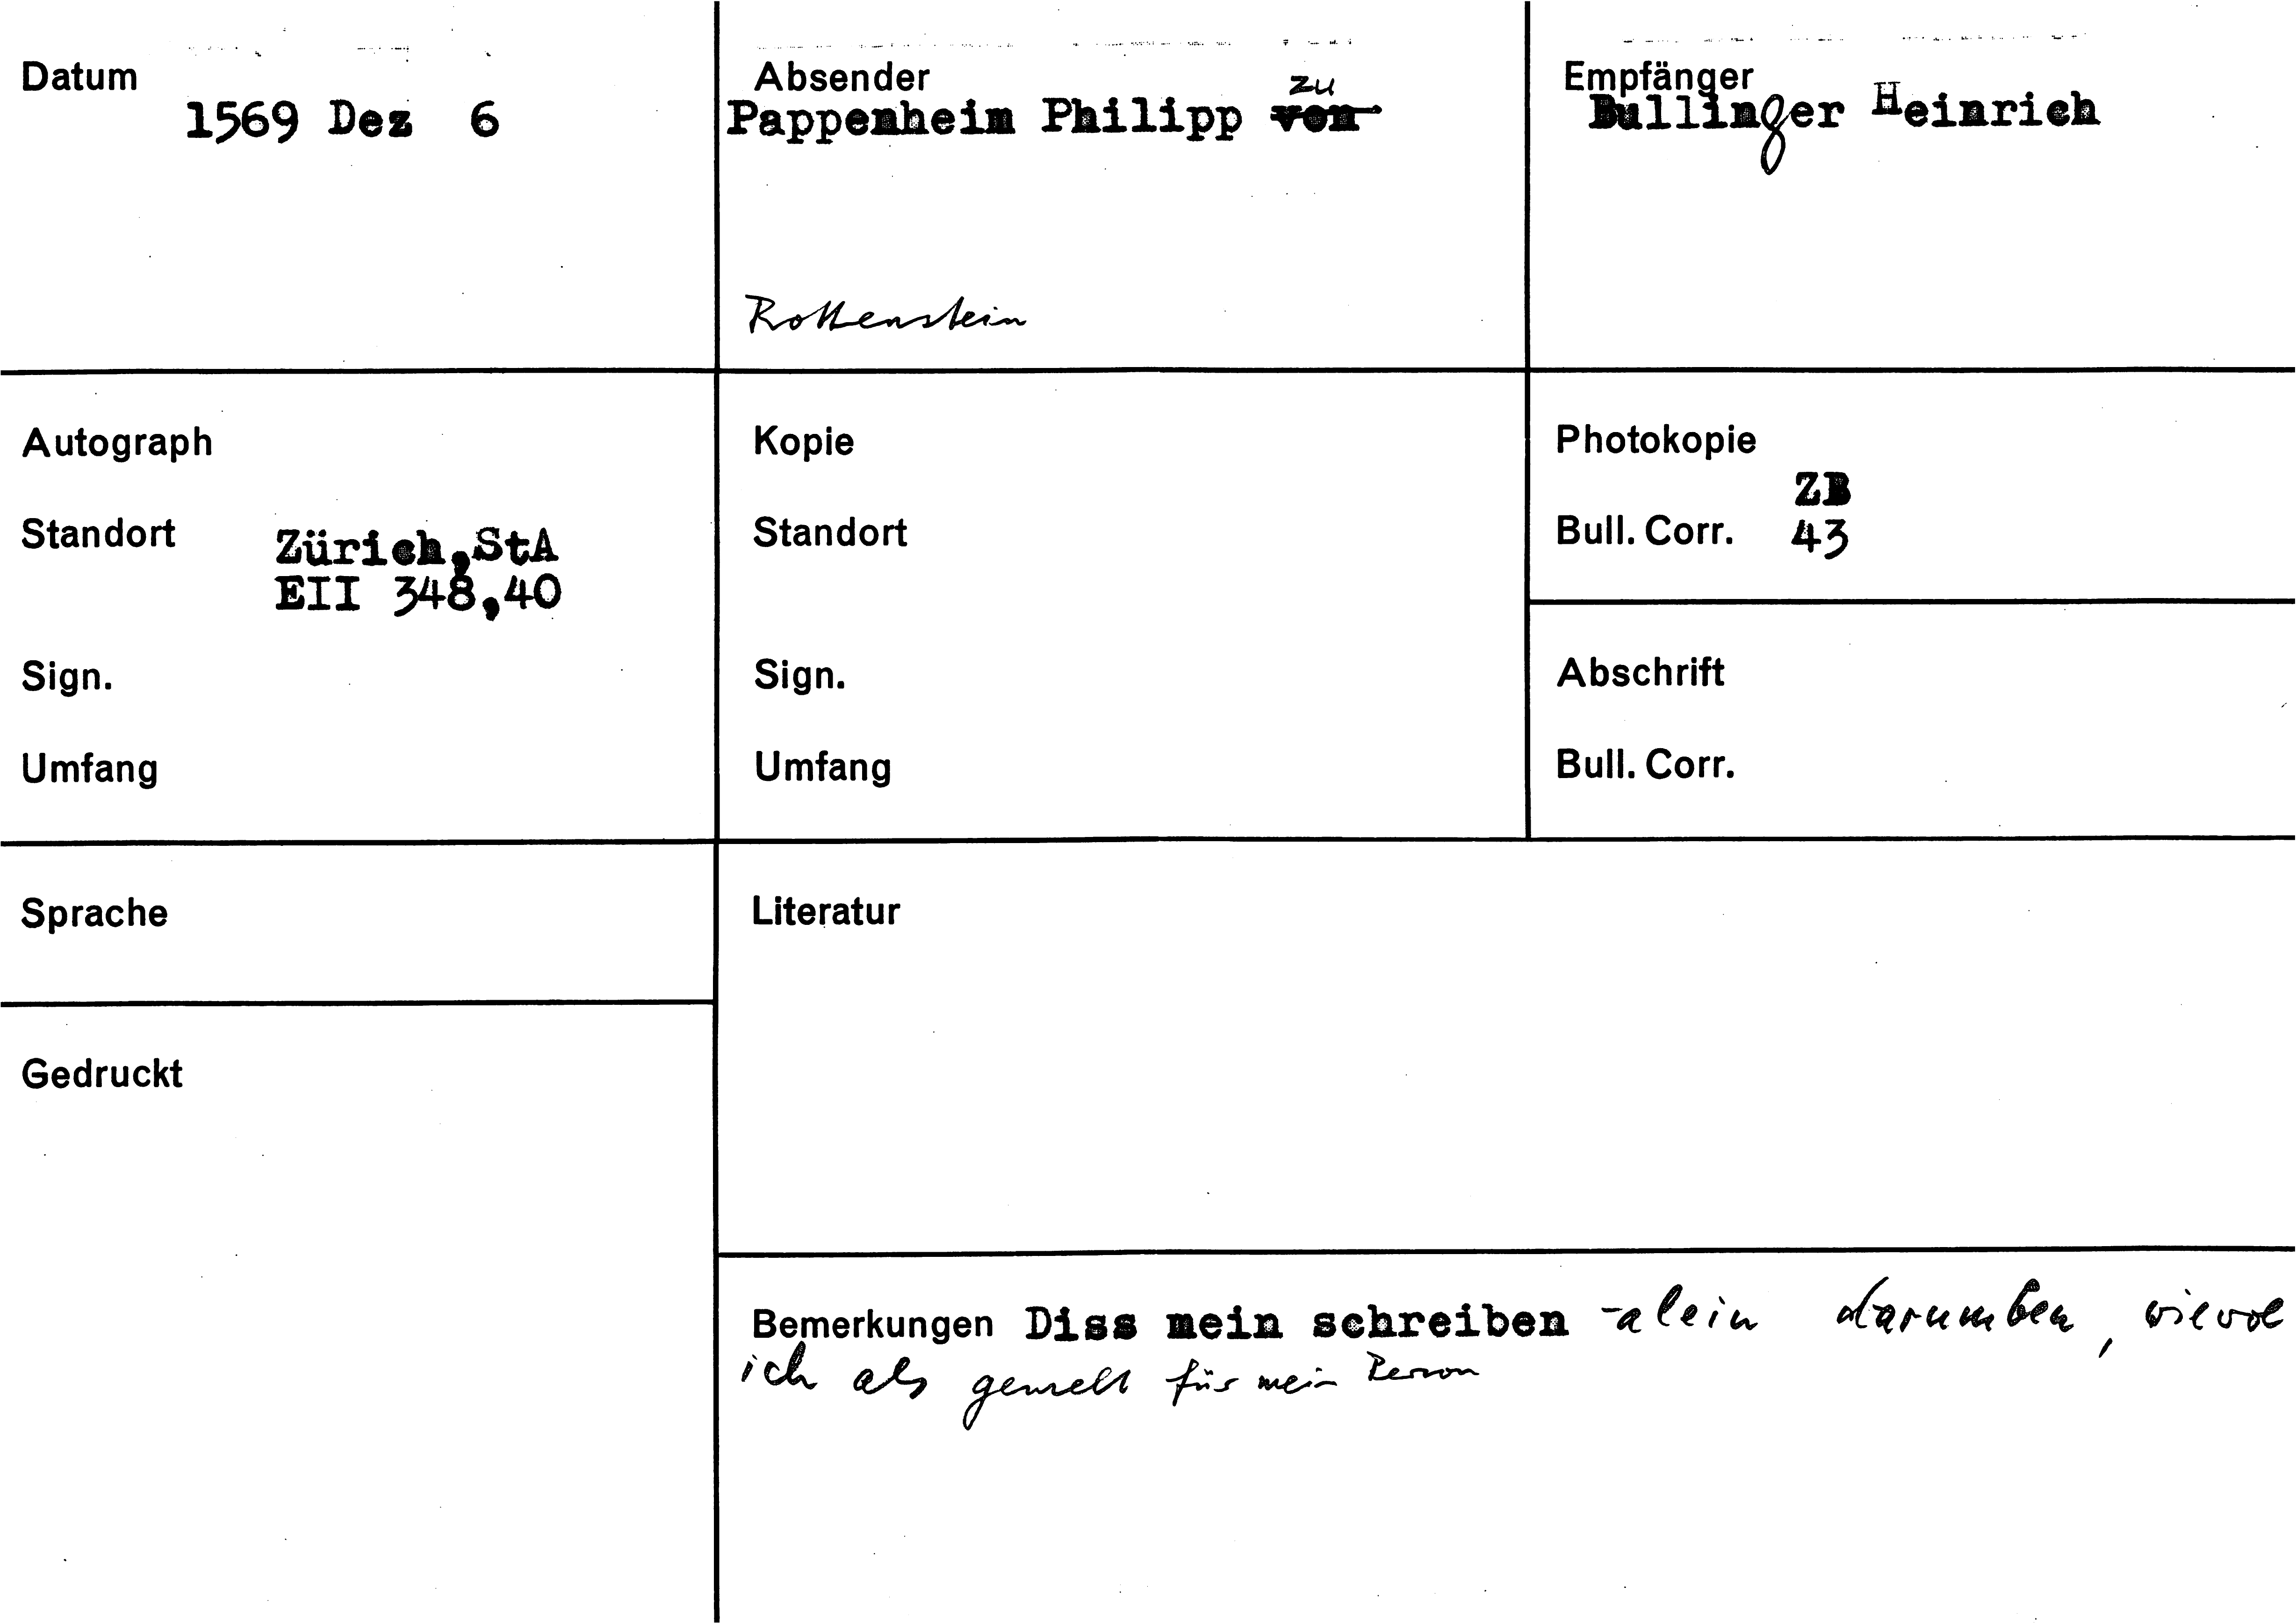 Datum
1569 Dez 6
Absender
zu
Pappenheim Philipp von
Rottenstein
Empfänger
Bullinger Heinrich
Autograph
Standort
Zürich,StA
EII 348,40
Sign.
Umfang
Kopie
Standort
Sign.
Umfang
Photokopie
ZB
Bull. Corr. 43
Abschrift
Bull. Corr.
Sprache
Gedruckt
Literatur
Bemerkungen Diss mein schreiben - alein darumben, wievol
ich als gemelt für mein Person